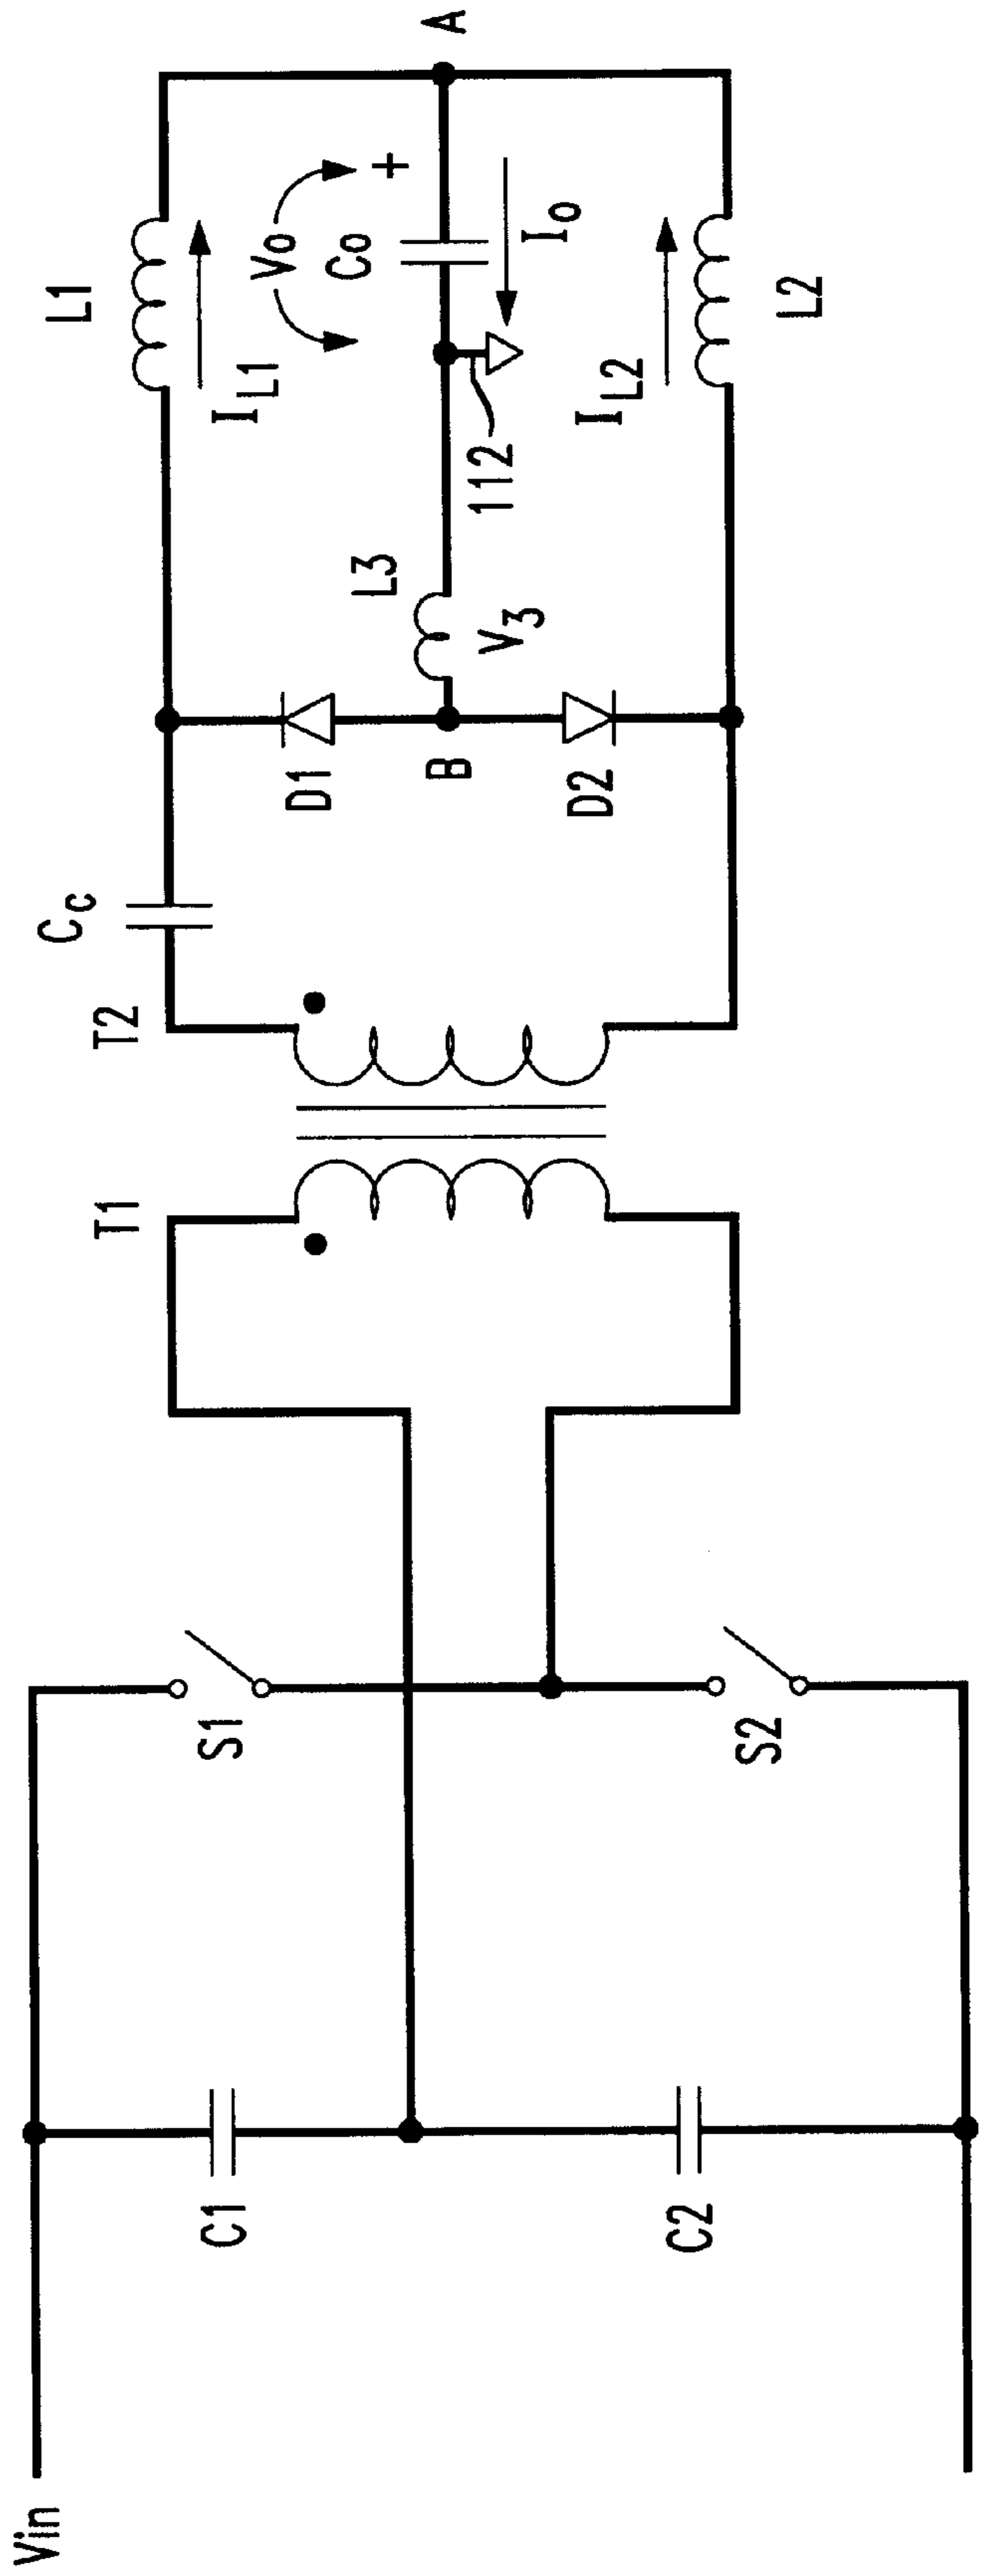 Vin
C1
C2
S1
S2
T1
T2
Cc
D1
B
D2
L3
V3
112
L1
IL1
Vo
Co
+
Io
IL2
L2
A